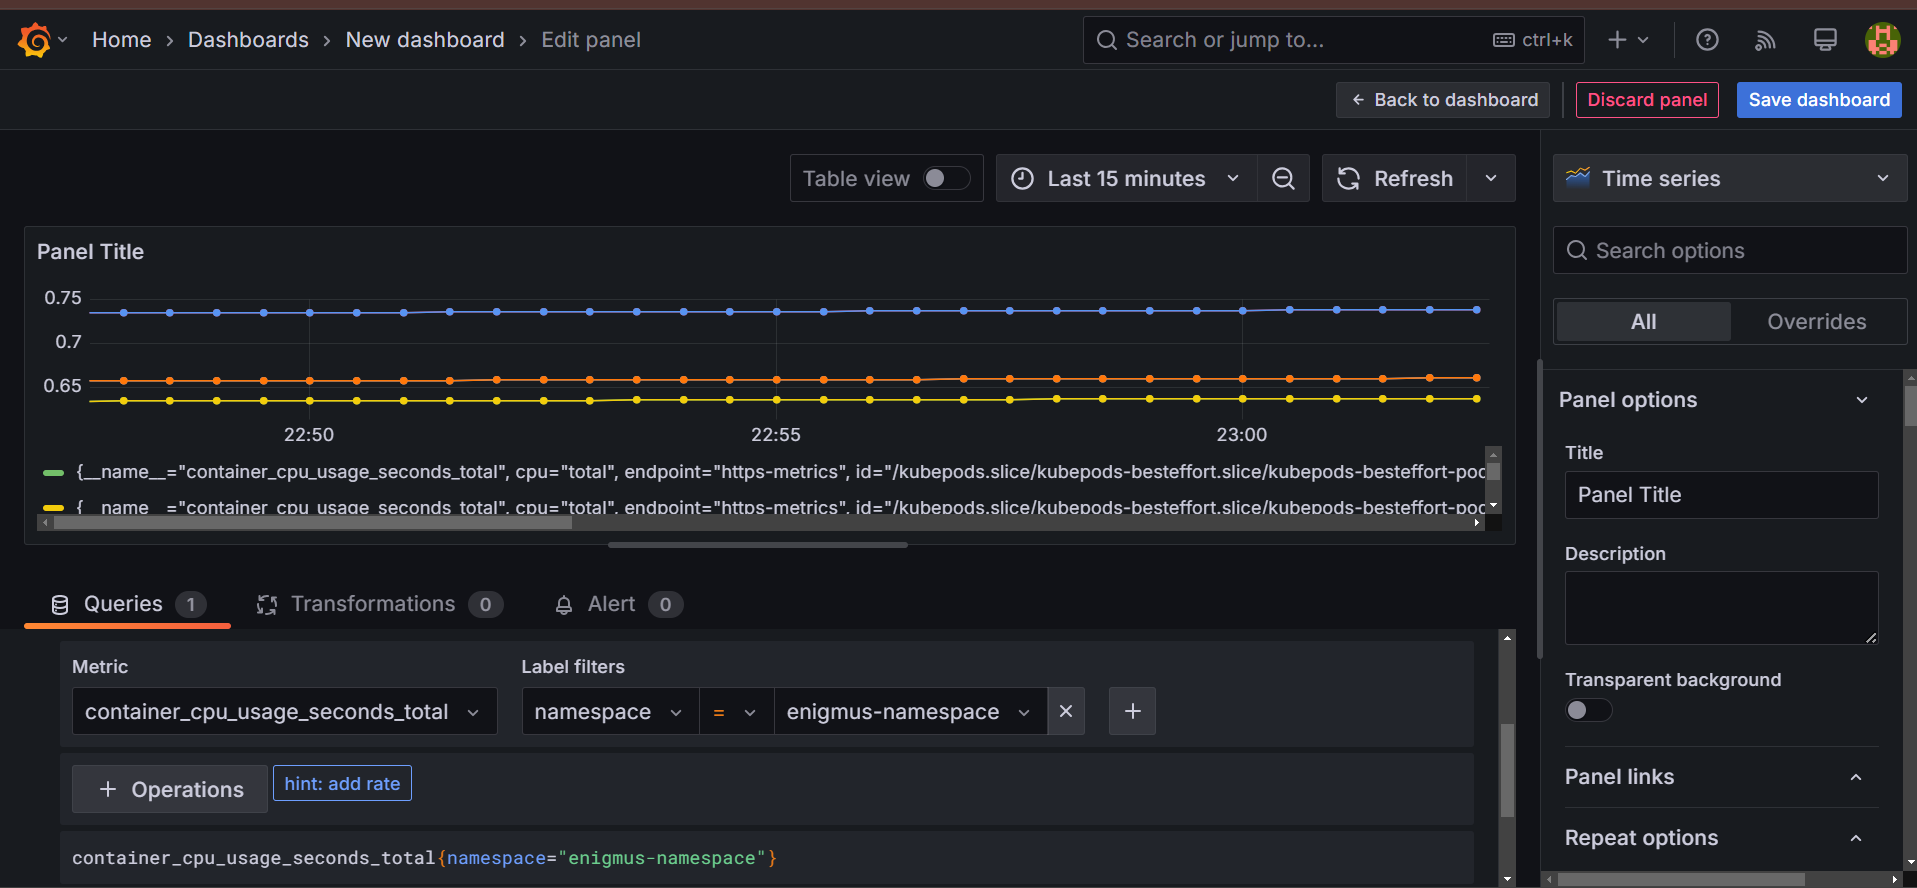 Home › Dashboards › New dashboard › Edit panel
Search or jump to...
ctrl+k
Back to dashboard
Discard panel
Save dashboard
Table view
Last 15 minutes
Refresh
Time series
Panel Title
Search options
0.75
0.7
0.65
22:50
22:55
23:00
All
Overrides
{__name__="container_cpu_usage_seconds_total", cpu="total", endpoint="https-metrics", id="/kubepods.slice/kubepods-besteffort.slice/kubepods-besteffort-pod
{__name__="container_cpu_usage_seconds_total", cpu="total", endpoint="https-metrics", id="/kubepods.slice/kubepods-besteffort.slice/kubepods-besteffort-pod
Panel options
Title
Panel Title
Description
Transparent background
Panel links
Repeat options
Queries 1
Transformations 0
Alert 0
Metric
Label filters
container_cpu_usage_seconds_total
namespace
=
enigmus-namespace
+ Operations
hint: add rate
container_cpu_usage_seconds_total{namespace="enigmus-namespace"}